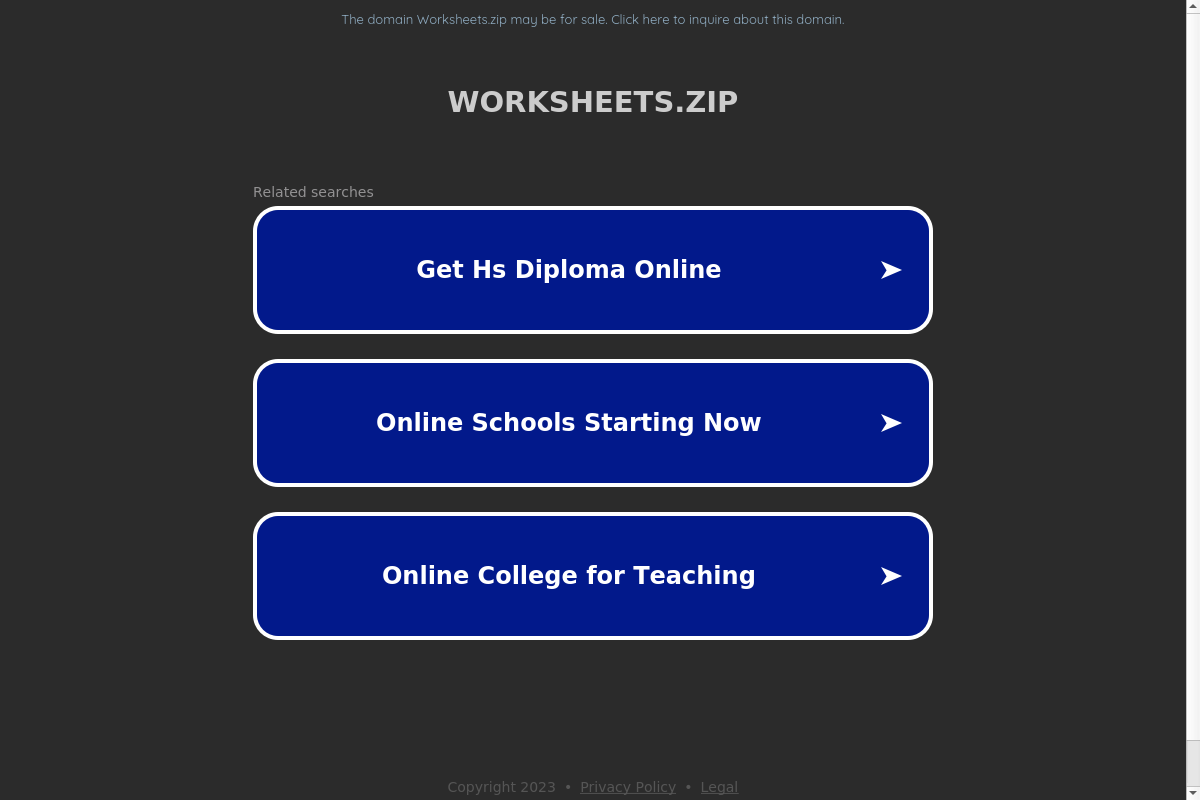 The domain Worksheets.zip may be for sale. Click here to inquire about this domain.
WORKSHEETS.ZIP
Related searches
Get Hs Diploma Online
Online Schools Starting Now
Online College for Teaching
Copyright 2023 • Privacy Policy • Legal